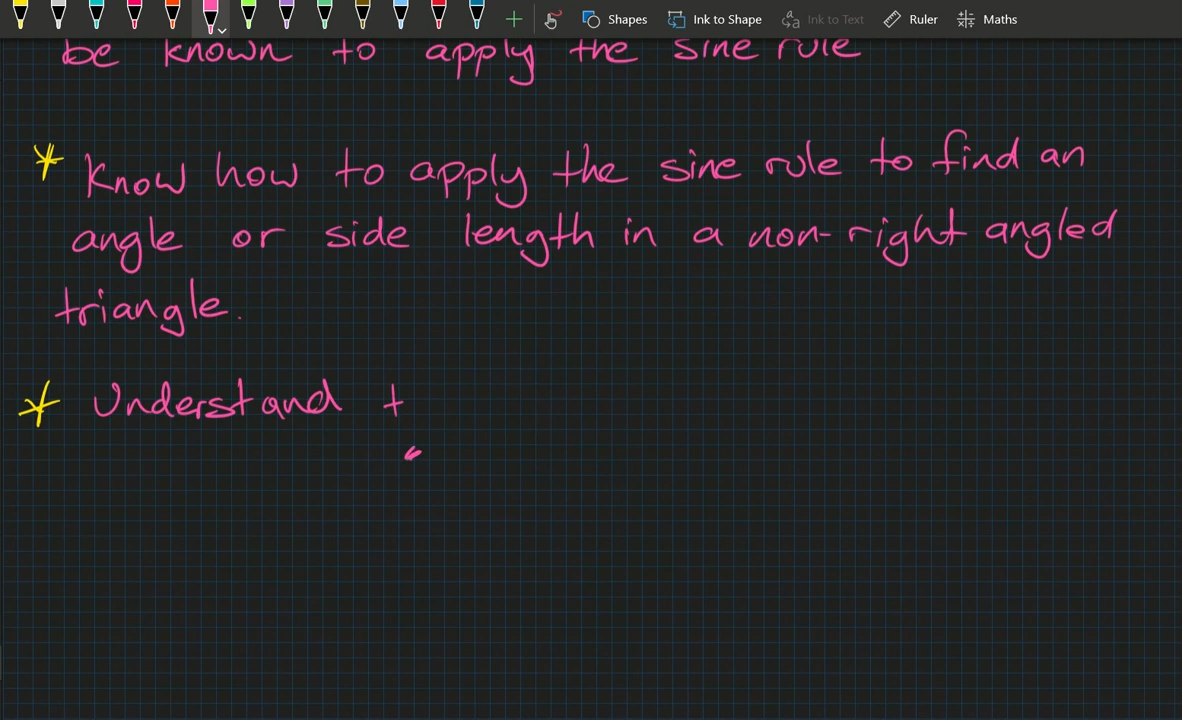 Shapes Ink to Shape Ink to Text Ruler Maths
be known to apply the sine rule
* Know how to apply the sine rule to find an
angle or side length in a non-right angled
triangle.
* Understand t